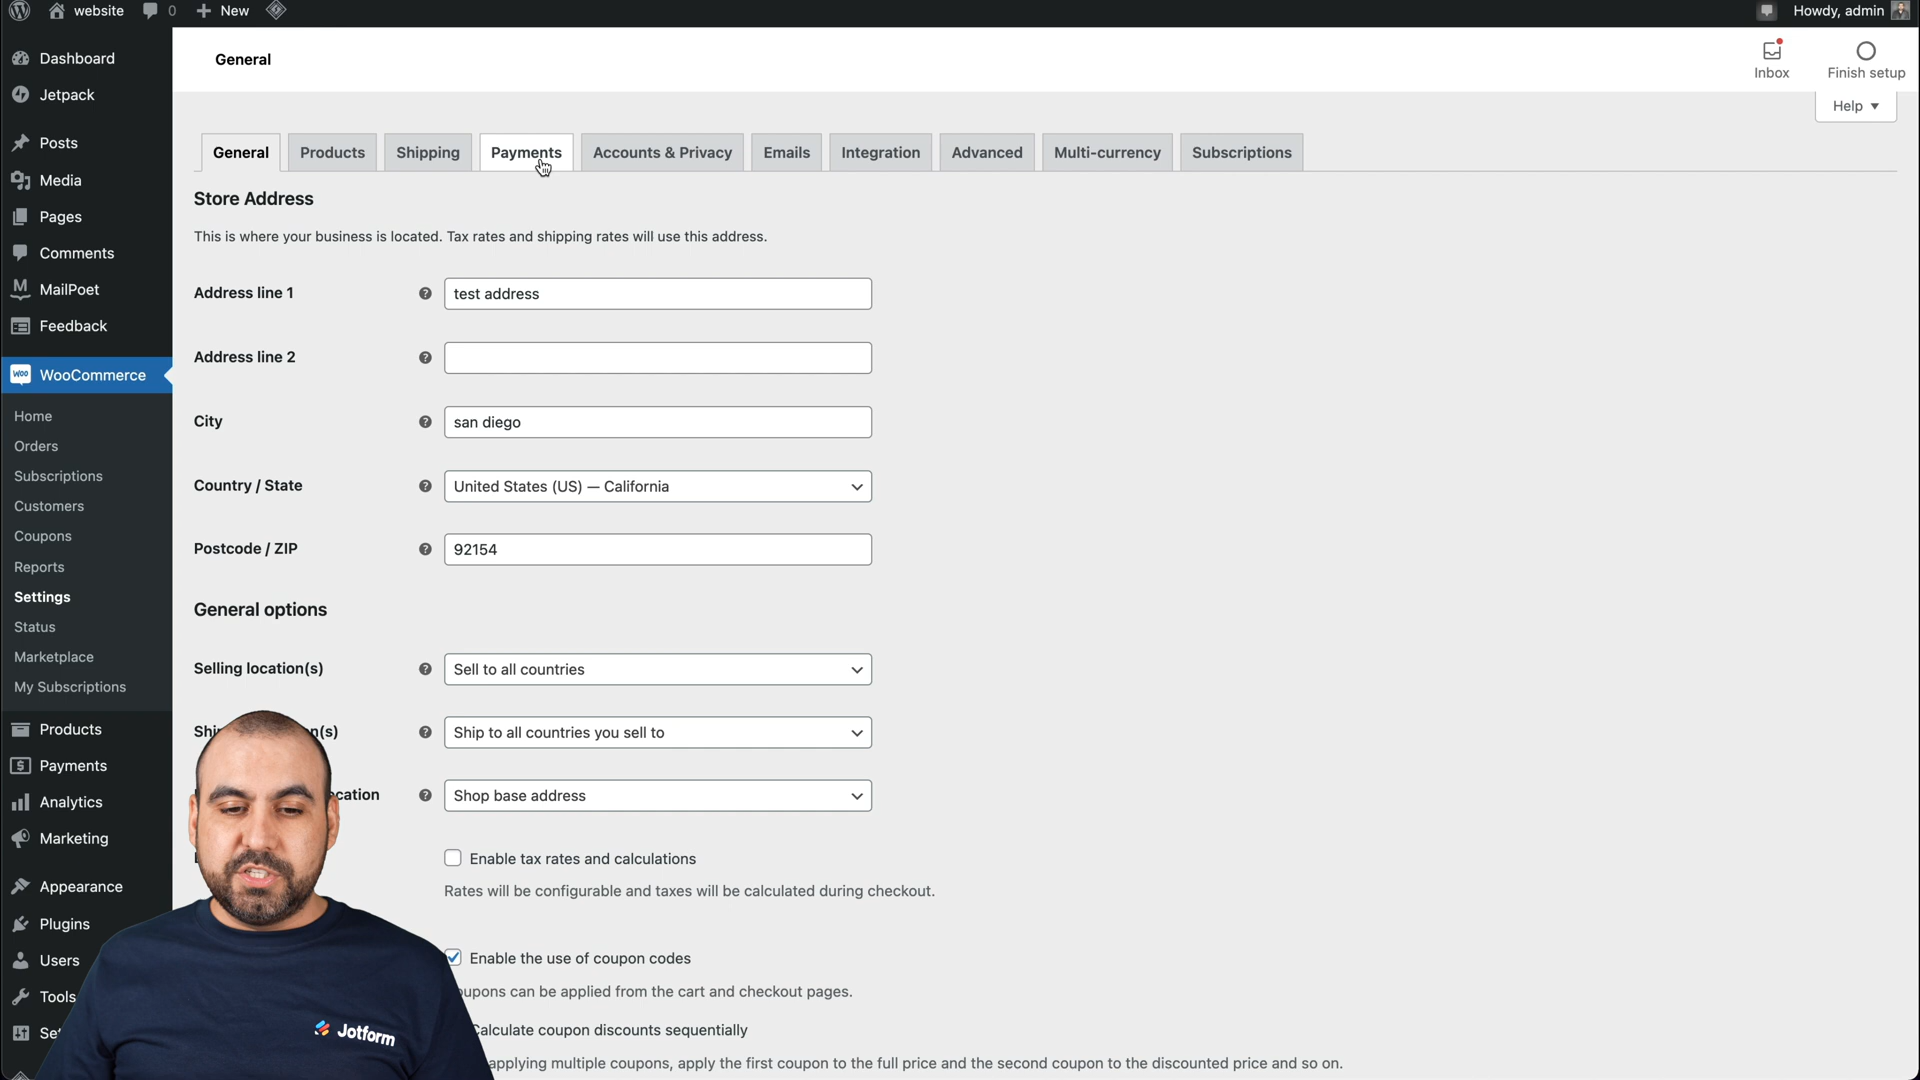 website 0 New Howdy, admin
Dashboard
Jetpack
Posts
Media
Pages
Comments
MailPoet
Feedback
WooCommerce
Home
Orders
Subscriptions
Customers
Coupons
Reports
Settings
Status
Marketplace
My Subscriptions
Products
Payments
Analytics
Marketing
Appearance
Plugins
Users
Tools
General
Inbox
Finish setup
Help
General Products Shipping Payments Accounts & Privacy Emails Integration Advanced Multi-currency Subscriptions
Store Address
This is where your business is located. Tax rates and shipping rates will use this address.
Address line 1 test address
Address line 2
City san diego
Country / State United States (US) — California
Postcode / ZIP 92154
General options
Selling location(s) Sell to all countries
Ship to all countries you sell to
Shop base address
Enable tax rates and calculations
Rates will be configurable and taxes will be calculated during checkout.
Enable the use of coupon codes
can be applied from the cart and checkout pages.
Calculate coupon discounts sequentially
applying multiple coupons, apply the first coupon to the full price and the second coupon to the discounted price and so on.
Jotform